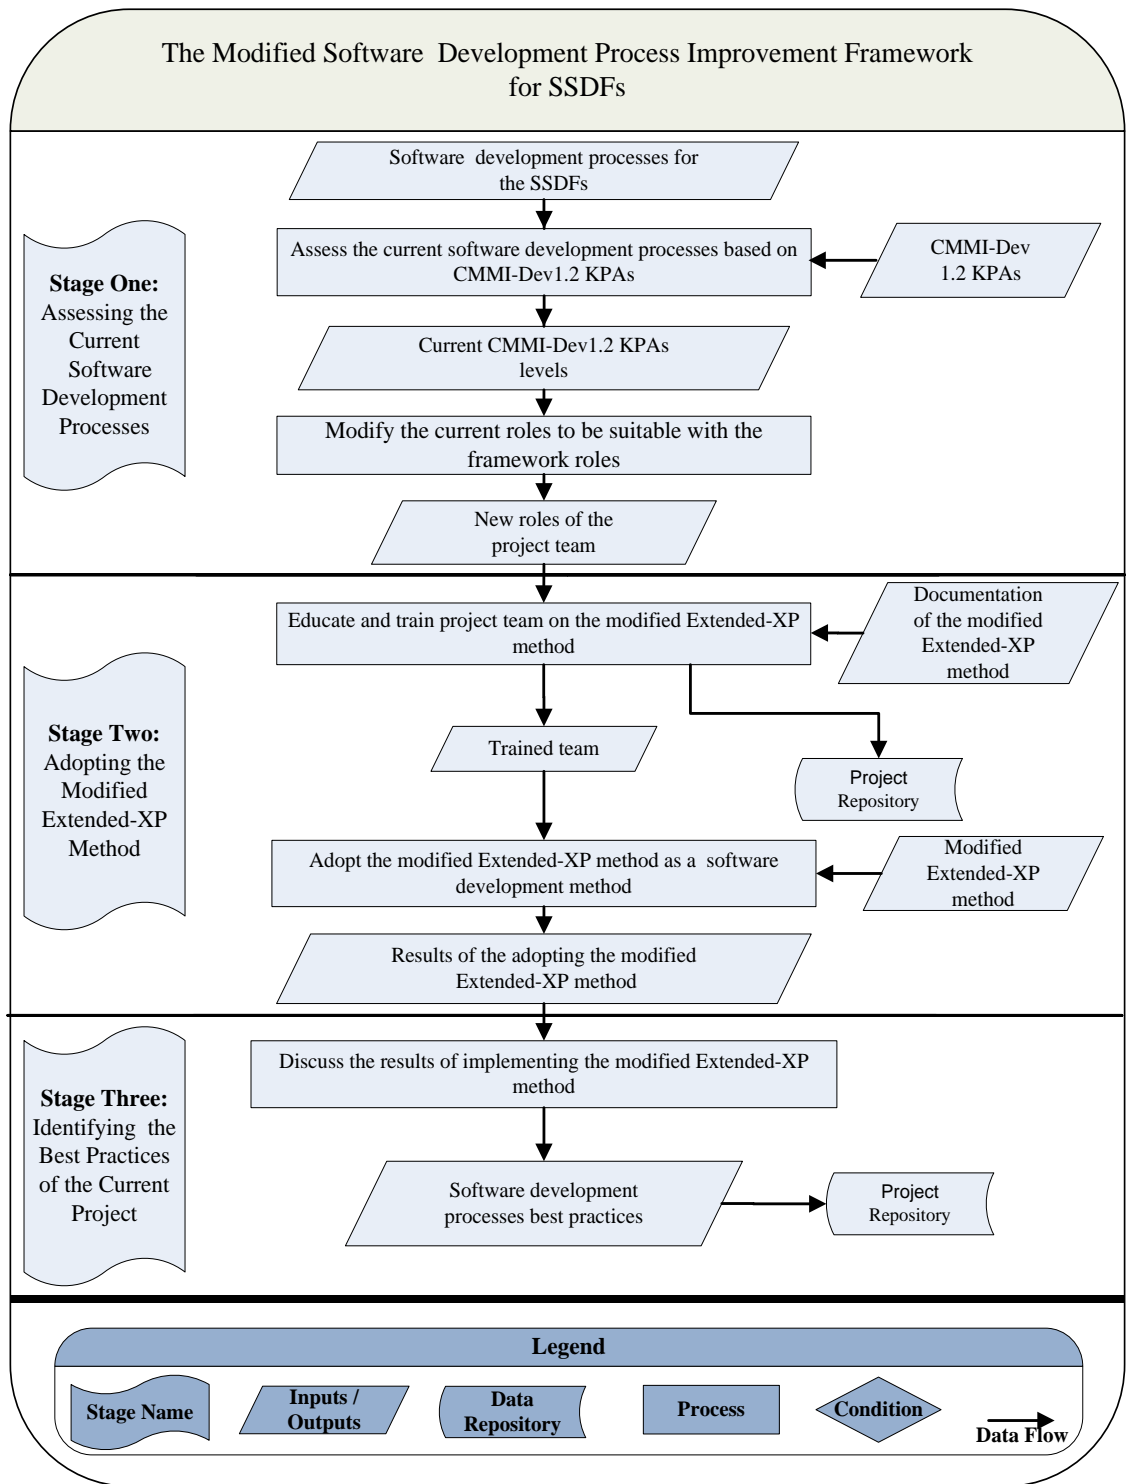 The Modified Software Development Process Improvement Framework
for SSDFs
Software development processes for
the SSDFs
Stage One:
Assessing the
Current
Software
Development
Processes
Assess the current software development processes based on
CMMI-Dev1.2 KPAs
CMMI-Dev
1.2 KPAs
Current CMMI-Dev1.2 KPAs
levels
Modify the current roles to be suitable with the
framework roles
New roles of the
project team
Stage Two:
Adopting the
Modified
Extended-XP
Method
Educate and train project team on the modified Extended-XP
method
Documentation
of the modified
Extended-XP
method
Trained team
Project
Repository
Adopt the modified Extended-XP method as a software
development method
Modified
Extended-XP
method
Results of the adopting the modified
Extended-XP method
Stage Three:
Identifying the
Best Practices
of the Current
Project
Discuss the results of implementing the modified Extended-XP
method
Software development
processes best practices
Project
Repository
Legend
Stage Name
Inputs /
Outputs
Data
Repository
Process
Condition
Data Flow